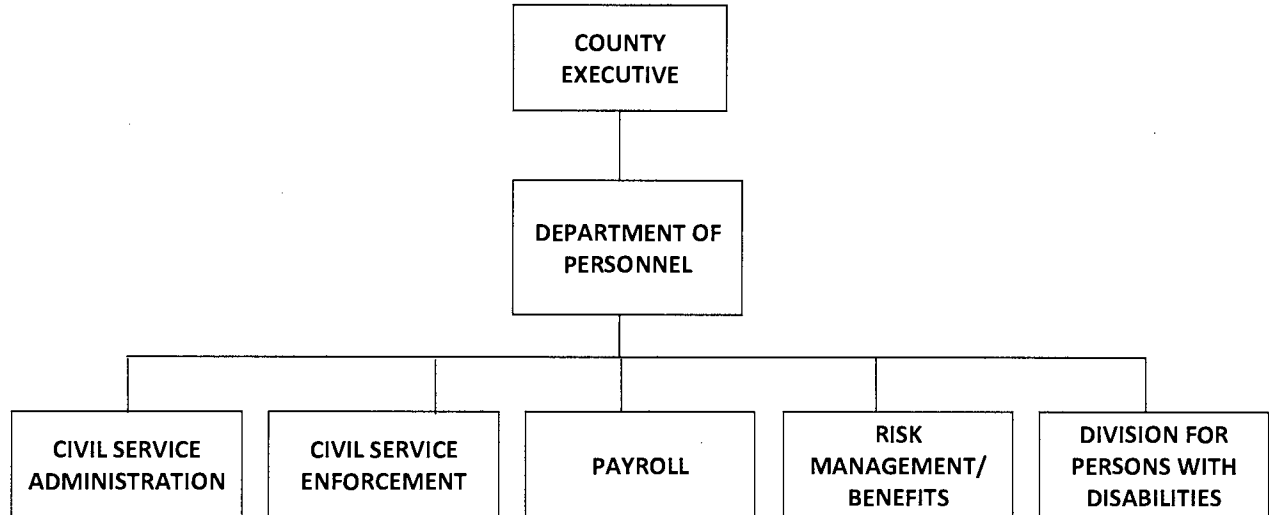 COUNTY
EXECUTIVE
DEPARTMENT OF
PERSONNEL
CIVIL SERVICE
ADMINISTRATION
CIVIL SERVICE
ENFORCEMENT
PAYROLL
RISK
MANAGEMENT/
BENEFITS
DIVISION FOR
PERSONS WITH
DISABILITIES